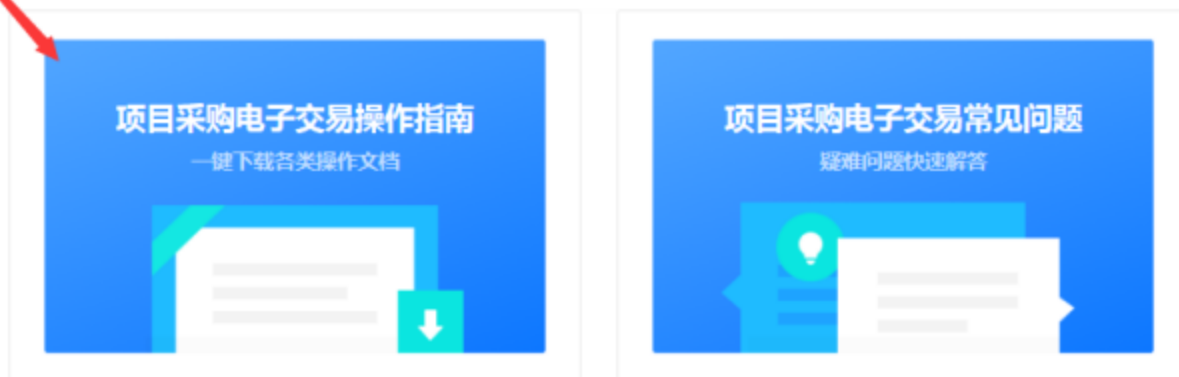 项目采购电子交易操作指南
一键下载各类操作文档
项目采购电子交易常见问题
疑难问题快速解答